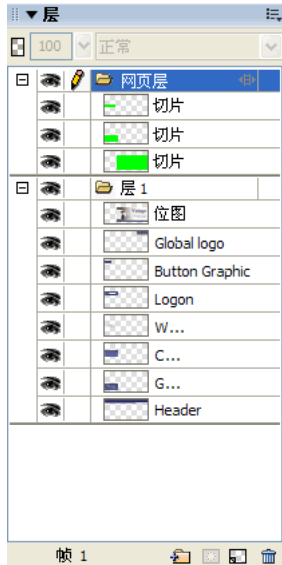 层
100 正常
网页层
切片
切片
切片
层 1
位图
Global logo
Button Graphic
Logon
W...
C...
G...
Header
帧 1